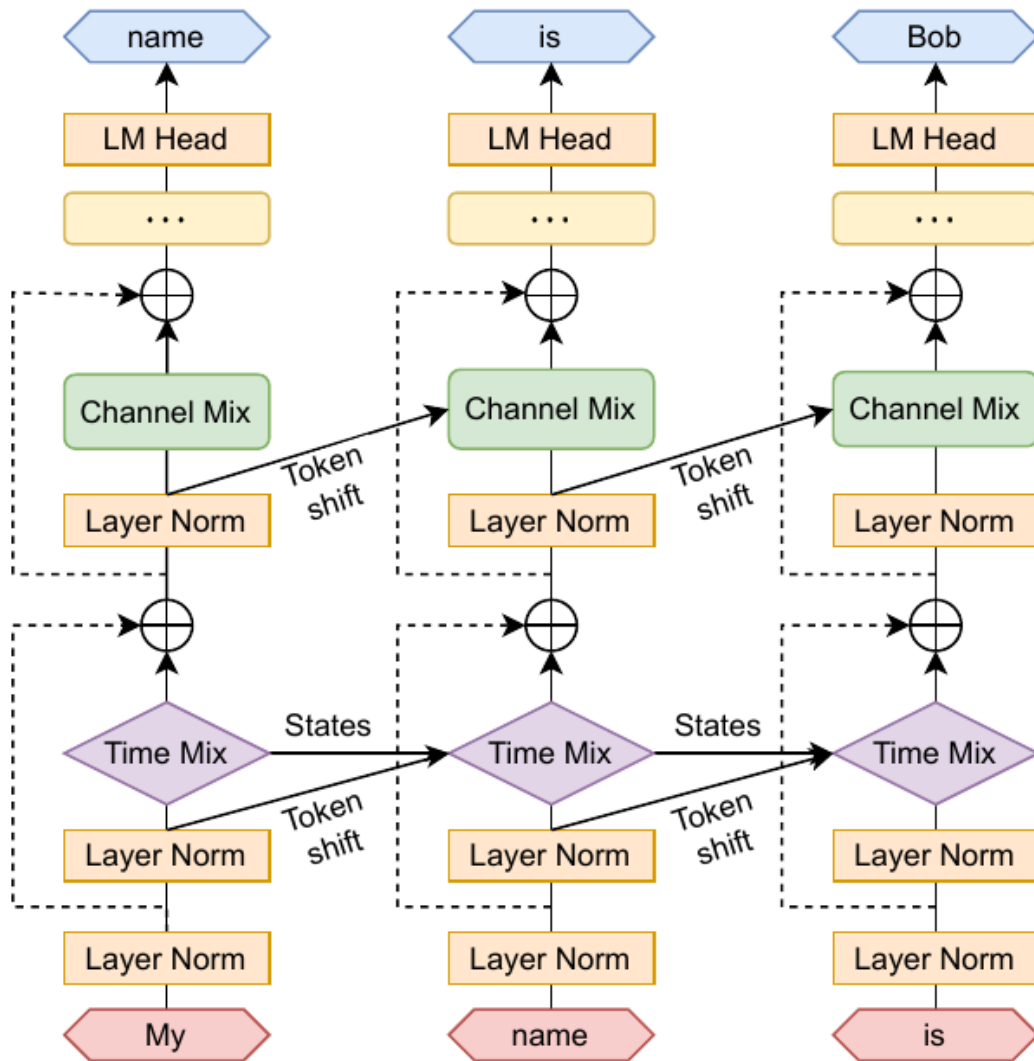 name
is
Bob
LM Head
LM Head
LM Head
...
...
...
Channel Mix
Channel Mix
Channel Mix
Token
shift
Token
shift
Layer Norm
Layer Norm
Layer Norm
States
States
Time Mix
Time Mix
Time Mix
Token
shift
Token
shift
Layer Norm
Layer Norm
Layer Norm
Layer Norm
Layer Norm
Layer Norm
My
name
is